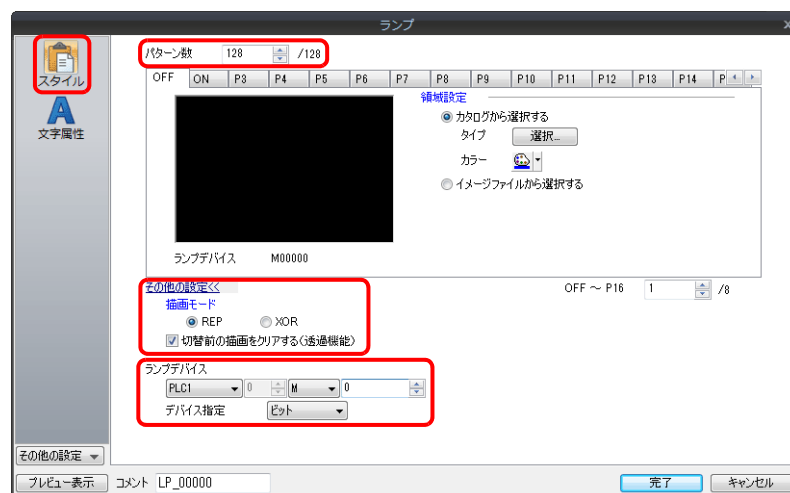 ランプ
スタイル
文字属性
パターン数 128 /128
OFF ON P3 P4 P5 P6 P7 P8 P9 P10 P11 P12 P13 P14 P
領域設定
カタログから選択する
タイプ 選択...
カラー
イメージファイルから選択する
ランプデバイス M00000
その他の設定<<
OFF ～ P16 1 /8
描画モード
REP XOR
切替前の描画をクリアする(透過機能)
ランプデバイス
PLC1 0 M 0
デバイス指定 ビット
その他の設定
プレビュー表示 コメント LP_00000 完了 キャンセル